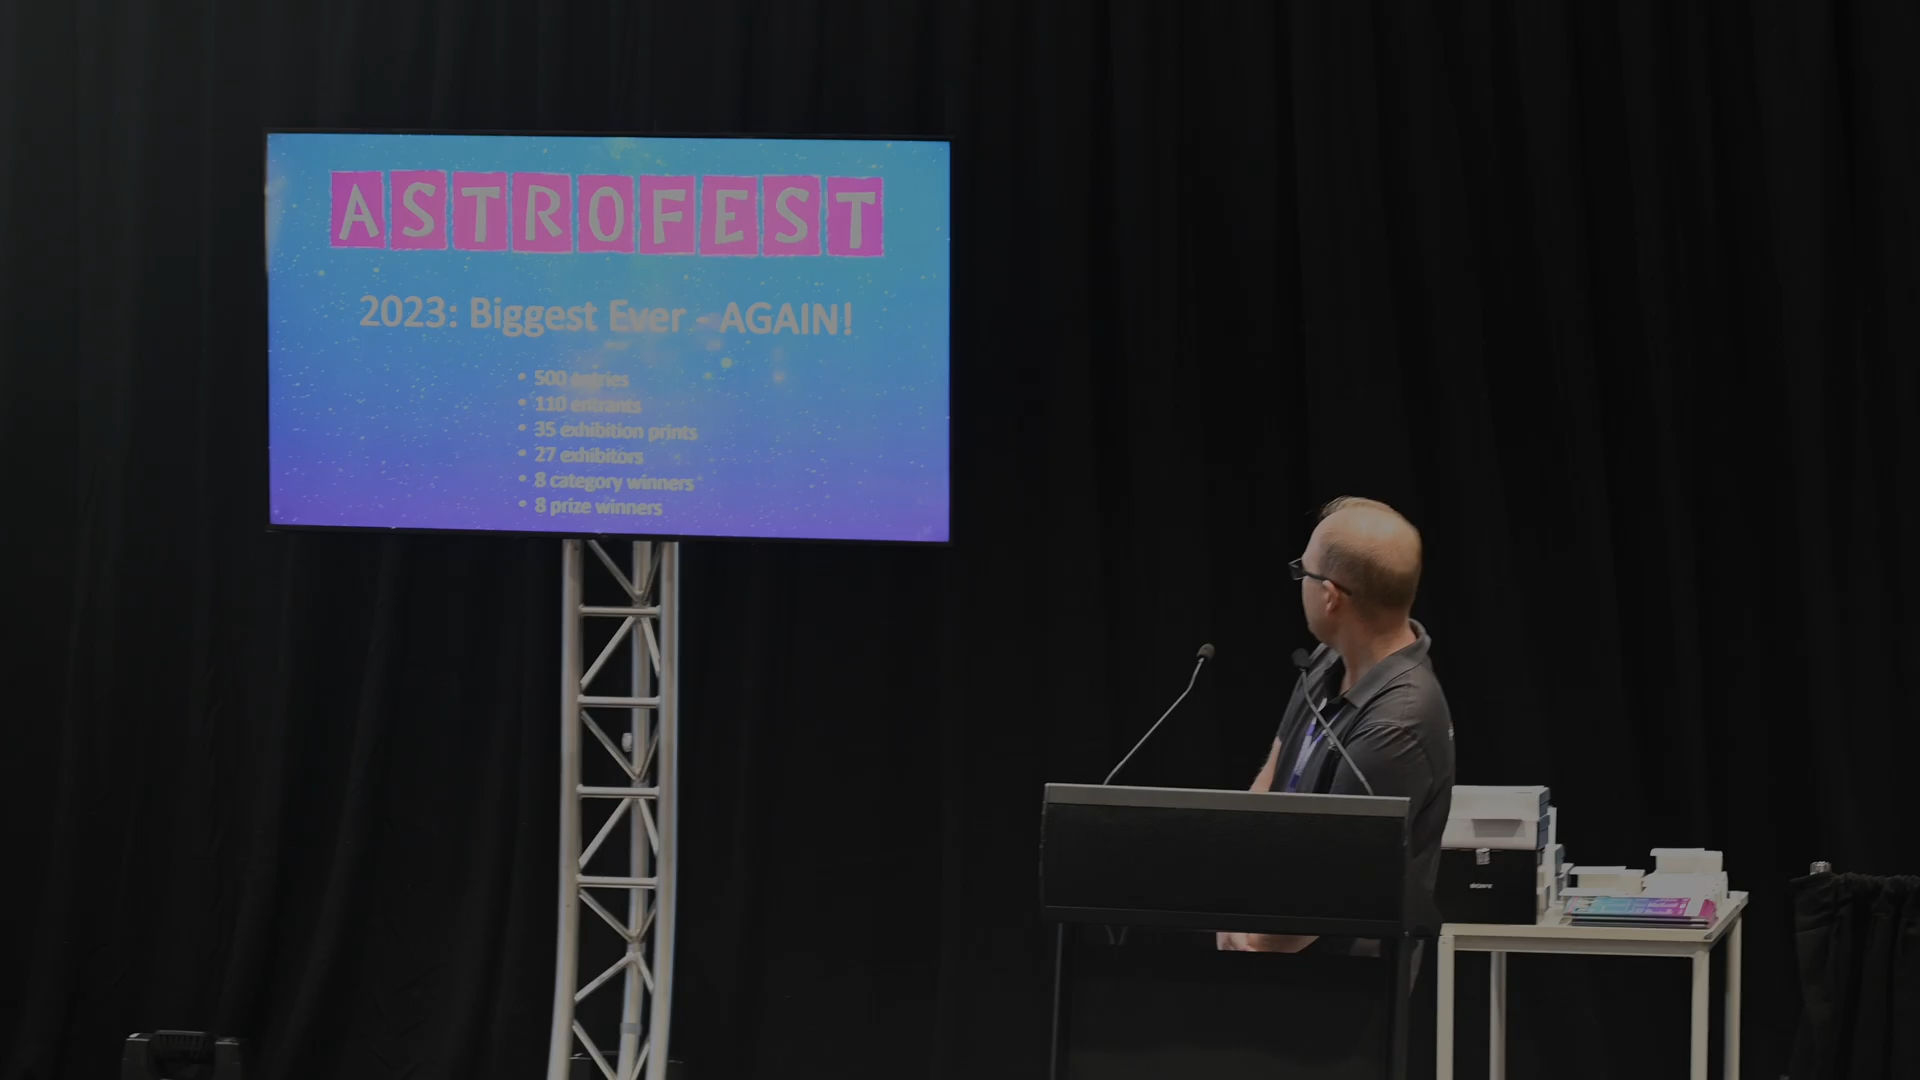 ASTROFEST
2023: Biggest Ever - AGAIN!
• 500 entries
• 110 entrants
• 35 exhibition prints
• 27 exhibitors
• 8 category winners
• 8 prize winners